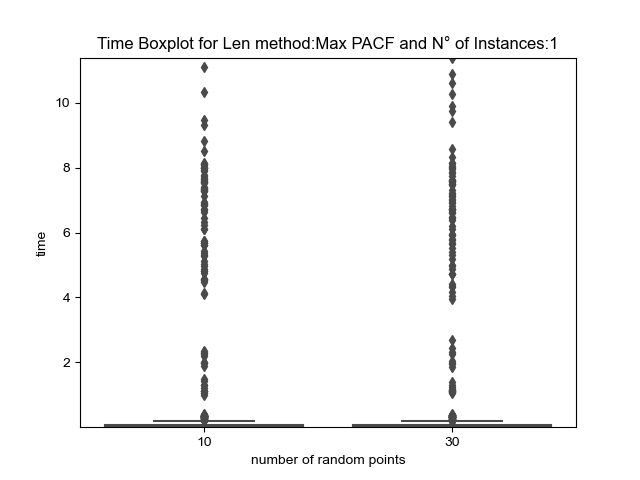 Time Boxplot for Len method:Max PACF and N° of Instances:1
10
8
6
4
2
time
10
30
number of random points